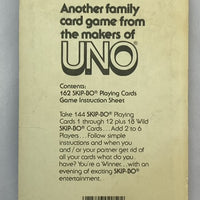 Another family
card game from
the makers of
UNO®
Contents:
162 SKIP-BO® Playing Cards
Game Instruction Sheet
Take 144 SKIP-BO® Playing
Cards 1 through 12 plus 18 Wild
SKIP-BO® Cards...Add 2 to 6
Players...Follow simple
instructions and when you
and / or your partner get rid of
all your cards what do you
have? You're a Winner...with an
evening of exciting SKIP-BO®
entertainment.